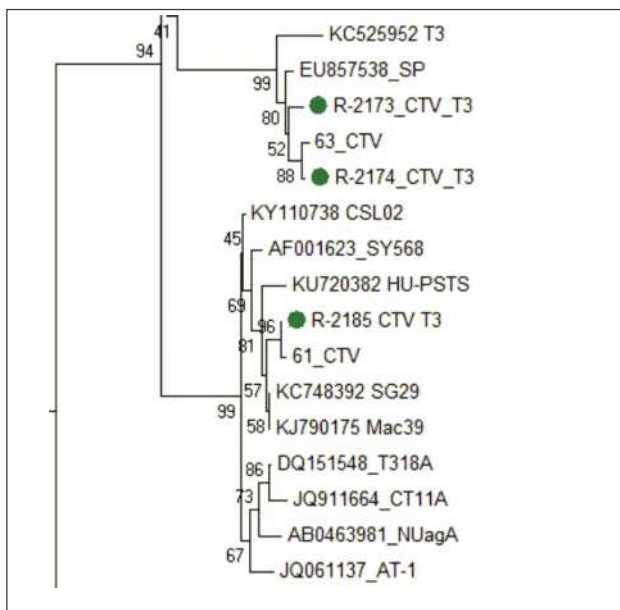 41
94
KC525952 T3
EU857538_SP
99
R-2173_CTV_T3
80
63_CTV
52
R-2174_CTV_T3
88
KY110738 CSL02
45
AF001623_SY568
KU720382 HU-PSTS
69
R-2185 CTV T3
96
81
61_CTV
57
KC748392 SG29
99
58
KJ790175 Mac39
DQ151548_T318A
86
JQ911664_CT11A
73
AB0463981_NUagA
67
JQ061137_AT-1